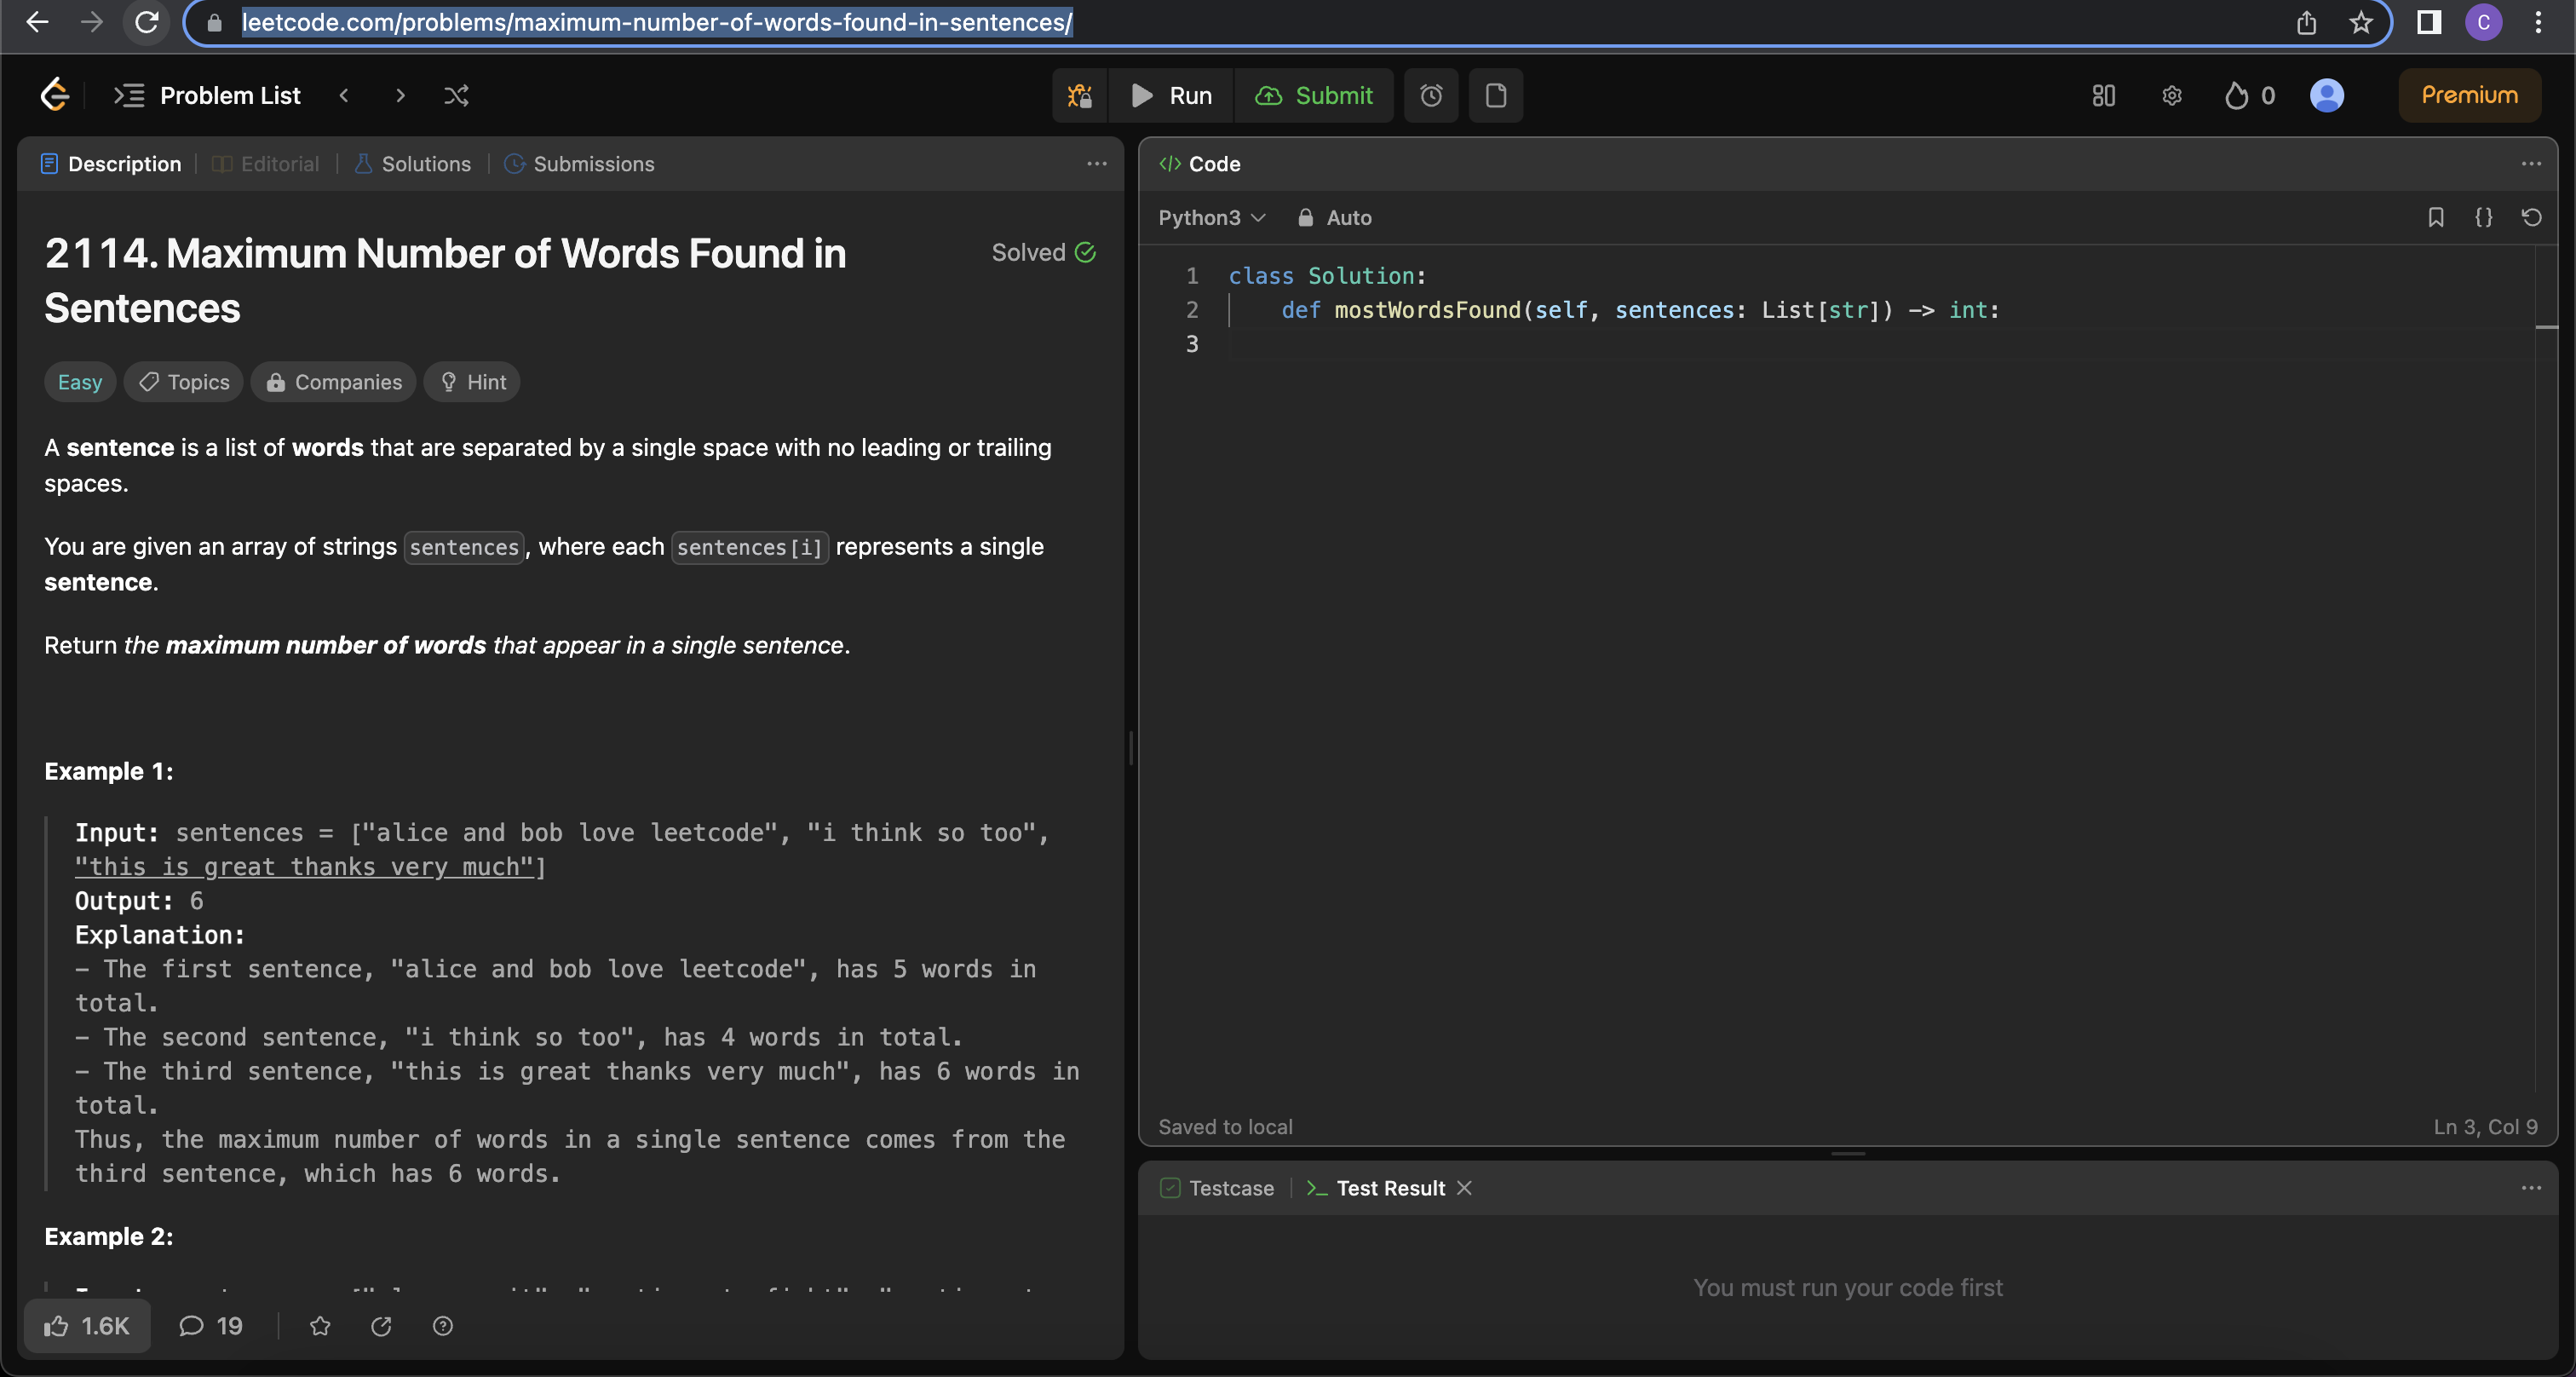 leetcode.com/problems/maximum-number-of-words-found-in-sentences/
C
Problem List
Run
Submit
0
Premium
Description
Editorial
Solutions
Submissions
2114. Maximum Number of Words Found in
Sentences
Solved
Easy
Topics
Companies
Hint
A sentence is a list of words that are separated by a single space with no leading or trailing
spaces.
You are given an array of strings sentences, where each sentences[i] represents a single
sentence.
Return the maximum number of words that appear in a single sentence.
Example 1:
Input: sentences = ["alice and bob love leetcode", "i think so too",
"this is great thanks very much"]
Output: 6
Explanation:
- The first sentence, "alice and bob love leetcode", has 5 words in
total.
- The second sentence, "i think so too", has 4 words in total.
- The third sentence, "this is great thanks very much", has 6 words in
total.
Thus, the maximum number of words in a single sentence comes from the
third sentence, which has 6 words.
Example 2:
1.6K
19
</> Code
Python3
Auto
{}
1 class Solution:
2 def mostWordsFound(self, sentences: List[str]) -> int:
3
Saved to local
Ln 3, Col 9
Testcase
Test Result
You must run your code first